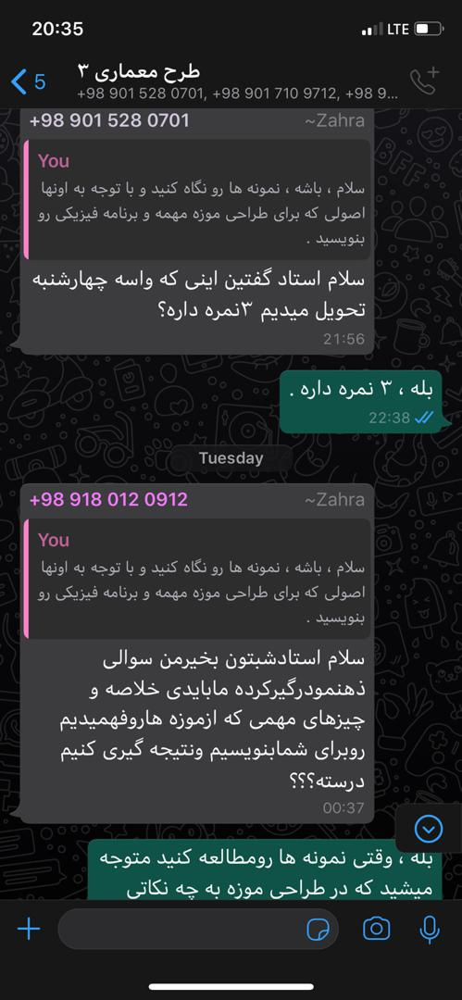 20:35
LTE
5
طرح معماری ۳
+98 901 528 0701, +98 901 710 9712, +98 9...
+98 901 528 0701
~Zahra
You
سلام ، باشه ، نمونه ها رو نگاه کنید و با توجه به اونها
اصولی که برای طراحی موزه مهمه و برنامه فیزیکی رو
بنویسید .
سلام استاد گفتین اینی که واسه چهارشنبه
تحویل میدیم ۳نمره داره؟
21:56
بله ، ۳ نمره داره .
22:38
Tuesday
+98 918 012 0912
~Zahra
You
سلام ، باشه ، نمونه ها رو نگاه کنید و با توجه به اونها
اصولی که برای طراحی موزه مهمه و برنامه فیزیکی رو
بنویسید .
سلام استادشبتون بخیرمن سوالی
ذهنمودرگیرکرده مابایدی خلاصه و
چیزهای مهمی که ازموزه هاروفهمیدیم
روبرای شمابنویسیم ونتیجه گیری کنیم
درسته؟؟؟
00:37
بله ، وقتی نمونه ها رومطالعه کنید متوجه
میشید که در طراحی موزه به چه نکاتی